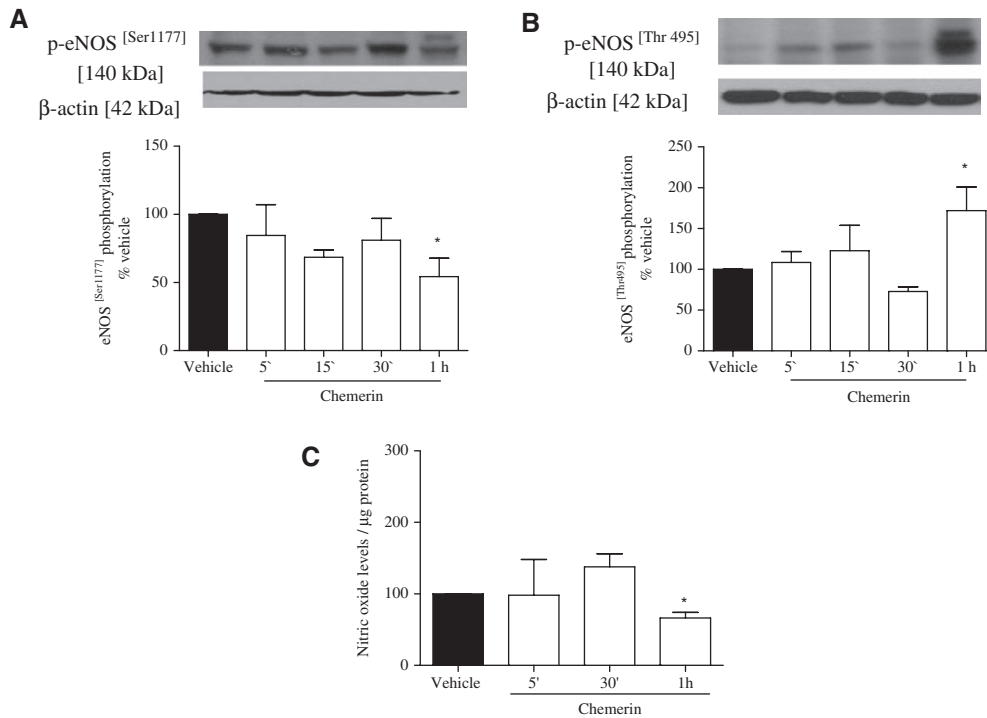 A
p-eNOS [Ser1177]
[140 kDa]
β-actin [42 kDa]
eNOS [Ser1177] phosphorylation
% vehicle
150
100
50
0
*
Vehicle 5` 15` 30` 1 h
Chemerin
B
p-eNOS [Thr 495]
[140 kDa]
β-actin [42 kDa]
eNOS [Thr495] phosphorylation
% vehicle
250
200
150
100
50
0
*
Vehicle 5` 15` 30` 1 h
Chemerin
C
Nitric oxide levels / μg protein
300
200
100
0
*
Vehicle 5' 30' 1h
Chemerin